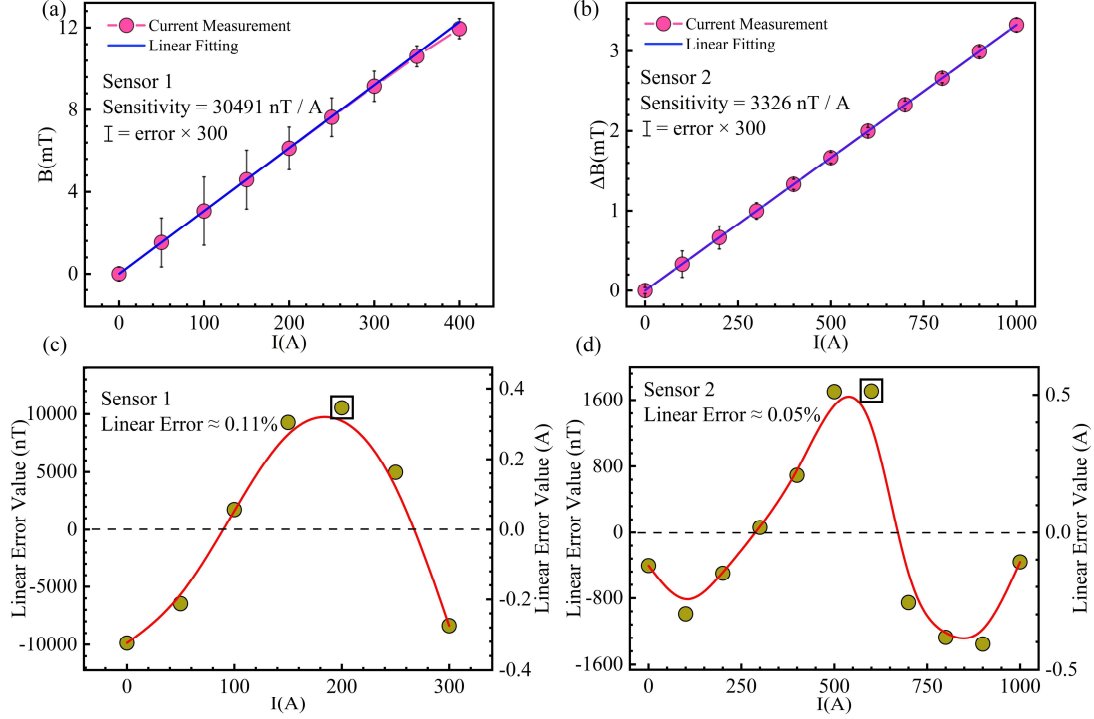 (a)
Current Measurement
Linear Fitting
Sensor 1
Sensitivity = 30491 nT / A
= error × 300
B(mT)
12
8
4
0
0 100 200 300 400
I(A)
(b)
Current Measurement
Linear Fitting
Sensor 2
Sensitivity = 3326 nT / A
= error × 300
ΔB(mT)
3
2
1
0
0 250 500 750 1000
I(A)
(c)
Sensor 1
Linear Error ≈ 0.11%
Linear Error Value (nT)
10000
5000
0
-5000
-10000
0.4
0.2
0.0
-0.2
-0.4
Linear Error Value (A)
0 100 200 300
I(A)
(d)
Sensor 2
Linear Error ≈ 0.05%
Linear Error Value (nT)
1600
800
0
-800
-1600
0.5
0.0
-0.5
Linear Error Value (A)
0 250 500 750 1000
I(A)